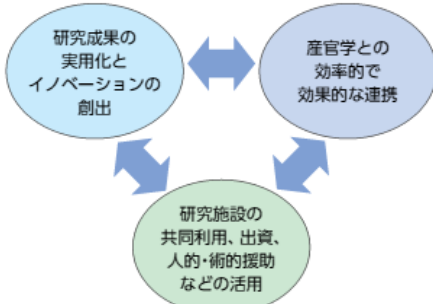 研究成果の
実用化と
イノベーションの
創出
産官学との
効率的で
効果的な連携
研究施設の
共同利用、出資、
人的・術的援助
などの活用